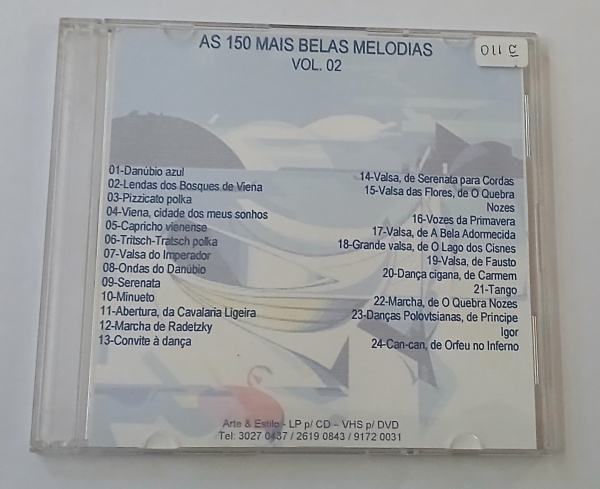 AS 150 MAIS BELAS MELODIAS
VOL. 02
01-Danúbio azul
02-Lendas dos Bosques de Viena
03-Pizzicato polka
04-Viena, cidade dos meus sonhos
05-Capricho vienense
06-Tritsch-Tratsch polka
07-Valsa do Imperador
08-Ondas do Danúbio
09-Serenata
10-Minueto
11-Abertura, da Cavalaria Ligeira
12-Marcha de Radetzky
13-Convite à dança
14-Valsa, de Serenata para Cordas
15-Valsa das Flores, de O Quebra
Nozes
16-Vozes da Primavera
17-Valsa, de A Bela Adormecida
18-Grande valsa, de O Lago dos Cisnes
19-Valsa, de Fausto
20-Dança cigana, de Carmem
21-Tango
22-Marcha, de O Quebra Nozes
23-Danças Polovtsianas, de Principe
Igor
24-Can-can, de Orfeu no Inferno
Arte & Estilo - LP p/ CD – VHS p/ DVD
Tel: 3027 0437 / 2619 0843 / 9172 0031